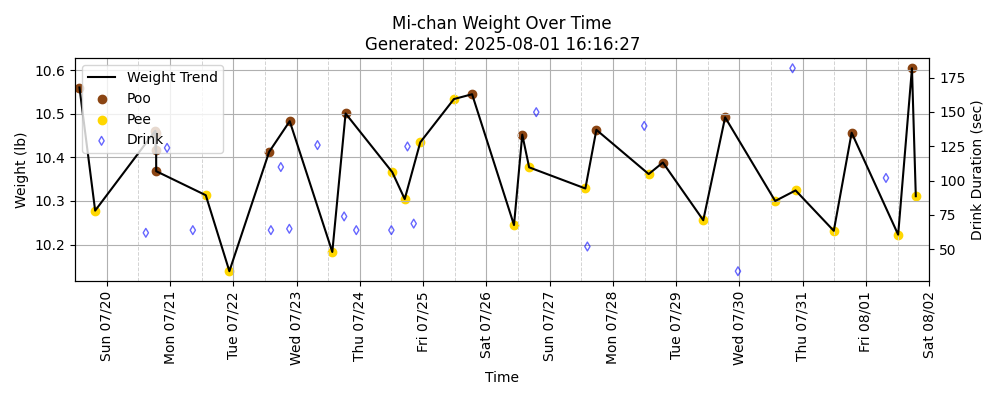 Mi-chan Weight Over Time
Generated: 2025-08-01 16:16:27
Weight Trend
Poo
Pee
Drink
Weight (lb)
10.6
10.5
10.4
10.3
10.2
175
150
125
100
75
50
Drink Duration (sec)
Sun 07/20
Mon 07/21
Tue 07/22
Wed 07/23
Thu 07/24
Fri 07/25
Sat 07/26
Sun 07/27
Mon 07/28
Tue 07/29
Wed 07/30
Thu 07/31
Fri 08/01
Sat 08/02
Time